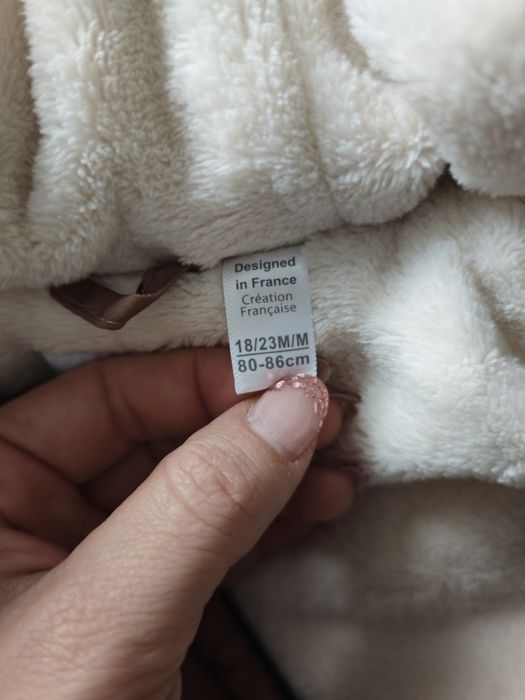 Designed
in France
Création
Française
18/23M/M
80-86cm